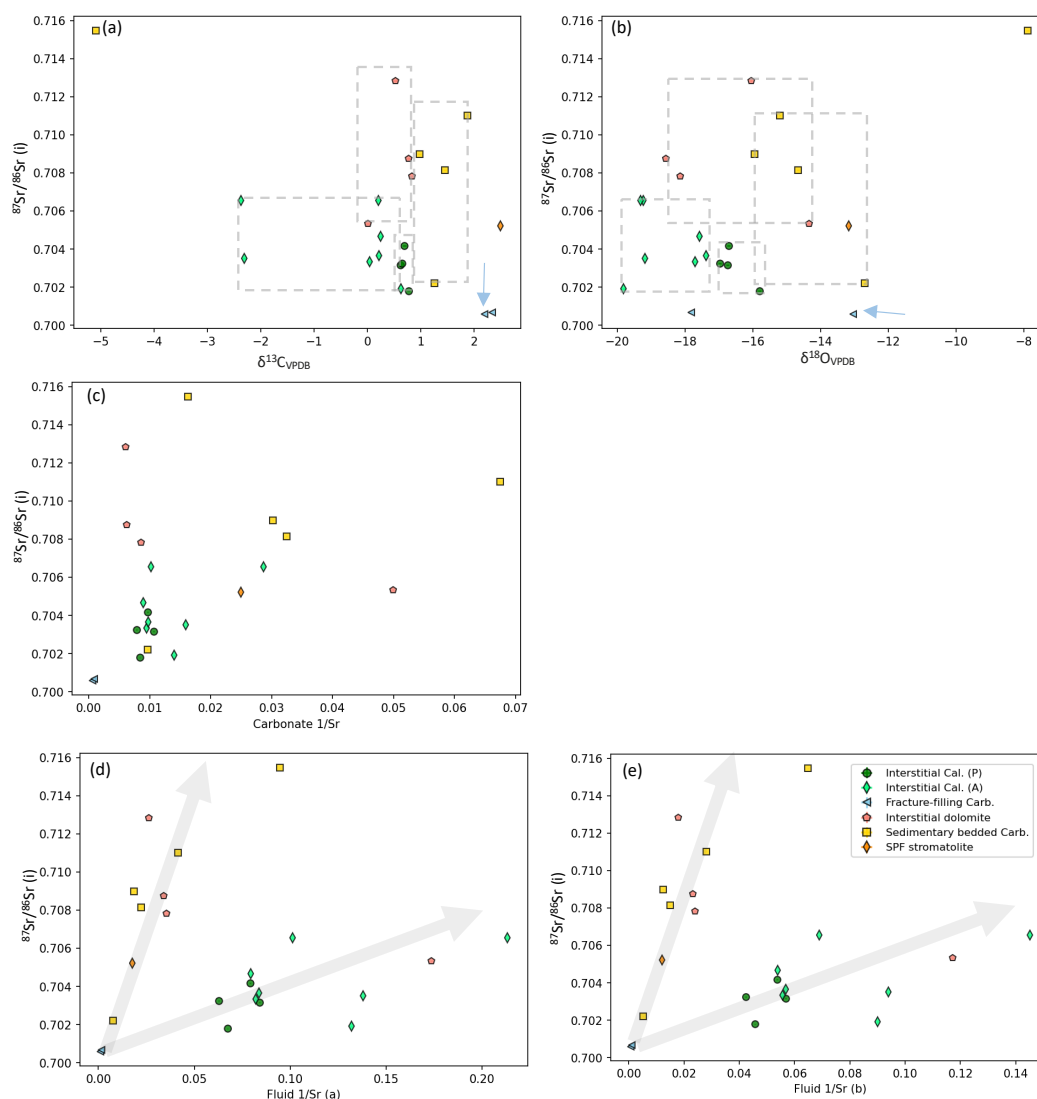 (a)
0.716
0.714
0.712
0.710
0.708
0.706
0.704
0.702
0.700
⁸⁷Sr/⁸⁶Sr (i)
−5 −4 −3 −2 −1 0 1 2
δ¹³C_VPDB
(b)
0.716
0.714
0.712
0.710
0.708
0.706
0.704
0.702
0.700
⁸⁷Sr/⁸⁶Sr (i)
−20 −18 −16 −14 −12 −10 −8
δ¹⁸O_VPDB
(c)
0.716
0.714
0.712
0.710
0.708
0.706
0.704
0.702
0.700
⁸⁷Sr/⁸⁶Sr (i)
0.00 0.01 0.02 0.03 0.04 0.05 0.06 0.07
Carbonate 1/Sr
(d)
0.716
0.714
0.712
0.710
0.708
0.706
0.704
0.702
0.700
⁸⁷Sr/⁸⁶Sr (i)
0.00 0.05 0.10 0.15 0.20
Fluid 1/Sr (a)
(e)
0.716
0.714
0.712
0.710
0.708
0.706
0.704
0.702
0.700
⁸⁷Sr/⁸⁶Sr (i)
Interstitial Cal. (P)
Interstitial Cal. (A)
Fracture-filling Carb.
Interstitial dolomite
Sedimentary bedded Carb.
SPF stromatolite
0.00 0.02 0.04 0.06 0.08 0.10 0.12 0.14
Fluid 1/Sr (b)